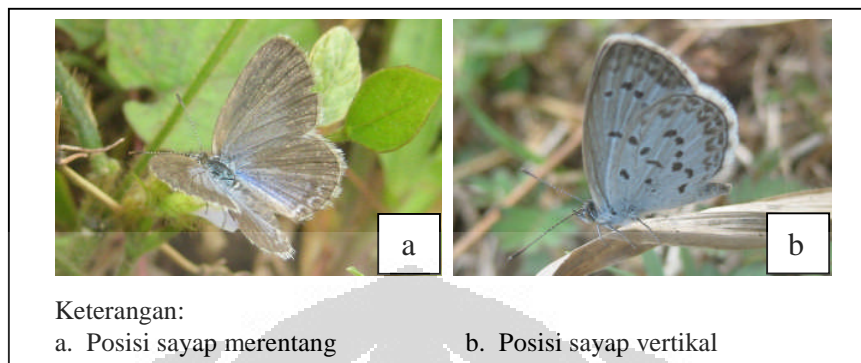 a
b
Keterangan:
a. Posisi sayap merentang b. Posisi sayap vertikal